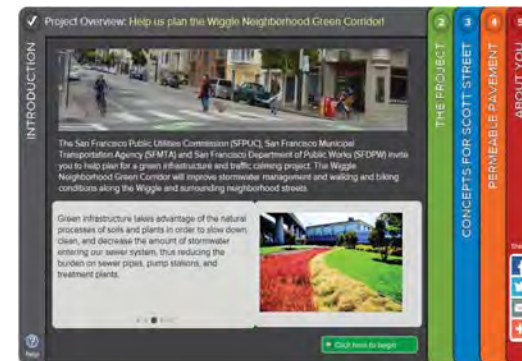 Project Overview: Help us plan the Wiggle Neighborhood Green Corridor!
INTRODUCTION
The San Francisco Public Utilities Commission (SFPUC), San Francisco Municipal
Transportation Agency (SFMTA) and San Francisco Department of Public Works (SFDPW) invite
you to help plan for a green infrastructure and traffic calming project. The Wiggle
Neighborhood Green Corridor will improve stormwater management and walking and biking
conditions along the Wiggle and surrounding neighborhood streets.
Green infrastructure takes advantage of the natural
processes of soils and plants in order to slow down,
clean, and decrease the amount of stormwater
entering our sewer system, thus reducing the
burden on sewer pipes, pump stations, and
treatment plants.
Click here to begin
?
Help
2
THE PROJECT
3
CONCEPTS FOR SCOTT STREET
4
PERMEABLE PAVEMENT
5
ABOUT YOU